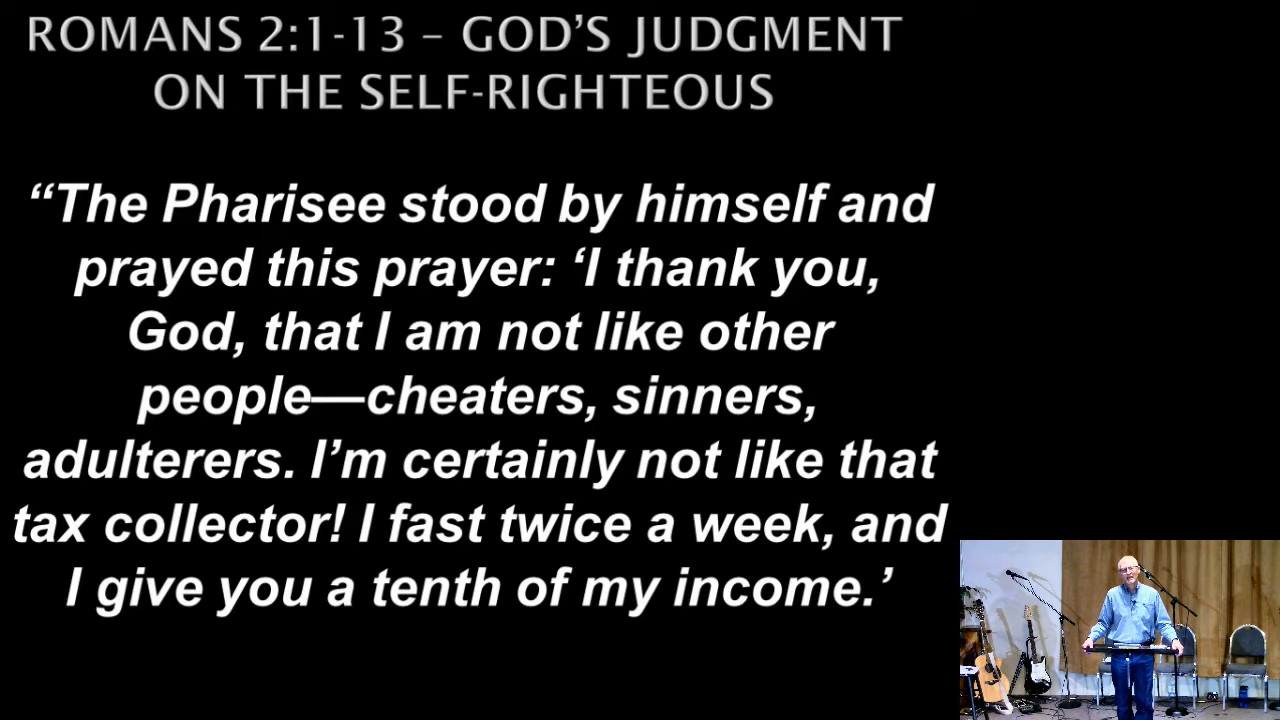 ROMANS 2:1-13 – GOD’S JUDGMENT
ON THE SELF-RIGHTEOUS
“The Pharisee stood by himself and
prayed this prayer: ‘I thank you,
God, that I am not like other
people—cheaters, sinners,
adulterers. I’m certainly not like that
tax collector! I fast twice a week, and
I give you a tenth of my income.’